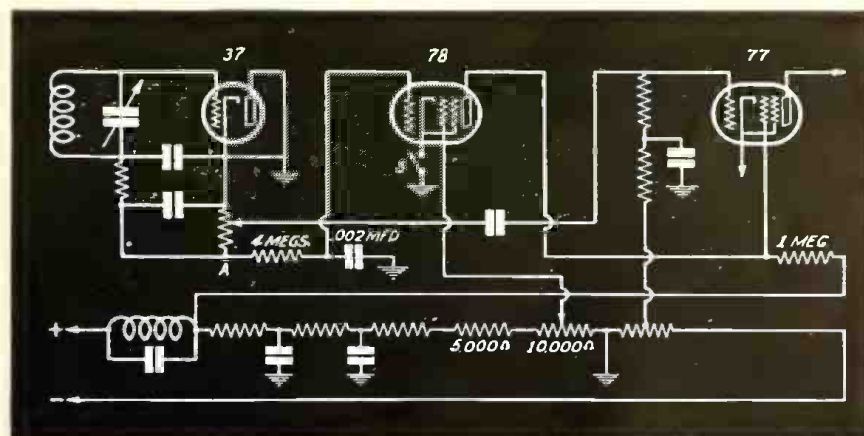 37 78 77
4 MEGS. .002 MFD 1 MEG
A
+ 5,000Ω 10,000Ω
-